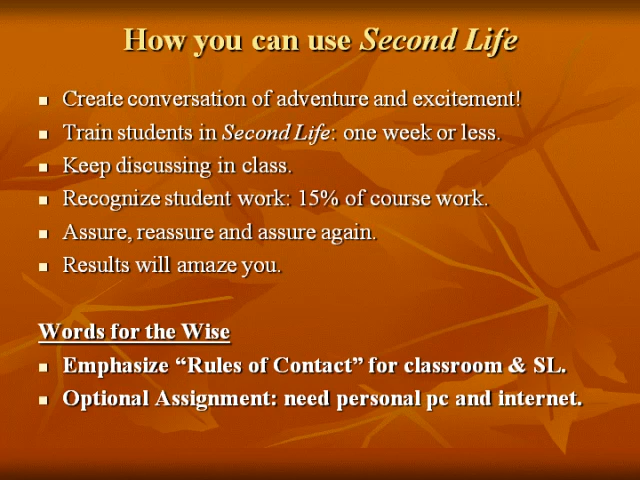 How you can use Second Life
Create conversation of adventure and excitement!
Train students in Second Life: one week or less.
Keep discussing in class.
Recognize student work: 15% of course work.
Assure, reassure and assure again.
Results will amaze you.
Words for the Wise
Emphasize “Rules of Contact” for classroom & SL.
Optional Assignment: need personal pc and internet.